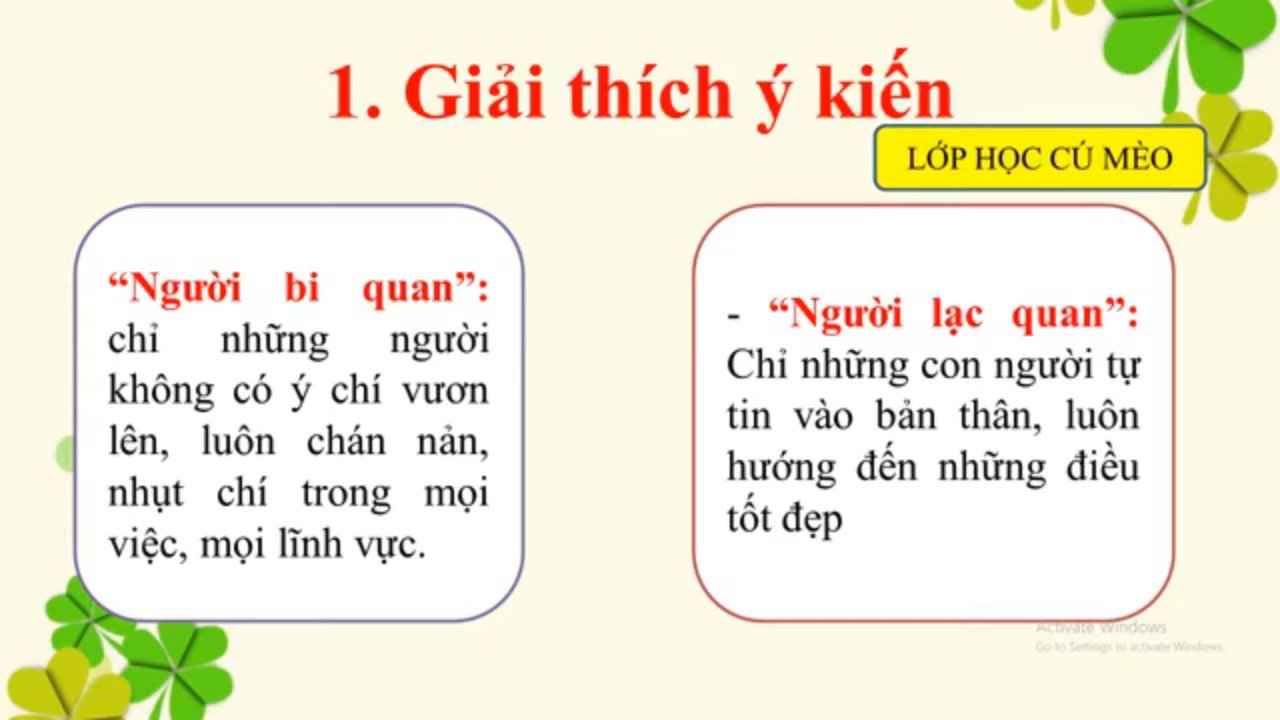 1. Giải thích ý kiến
LỚP HỌC CÚ MÈO
“Người bi quan”:
chỉ những người
không có ý chí vươn
lên, luôn chán nản,
nhụt chí trong mọi
việc, mọi lĩnh vực.
- “Người lạc quan”:
Chỉ những con người tự
tin vào bản thân, luôn
hướng đến những điều
tốt đẹp
Activate Windows
Go to Settings to activate Windows.